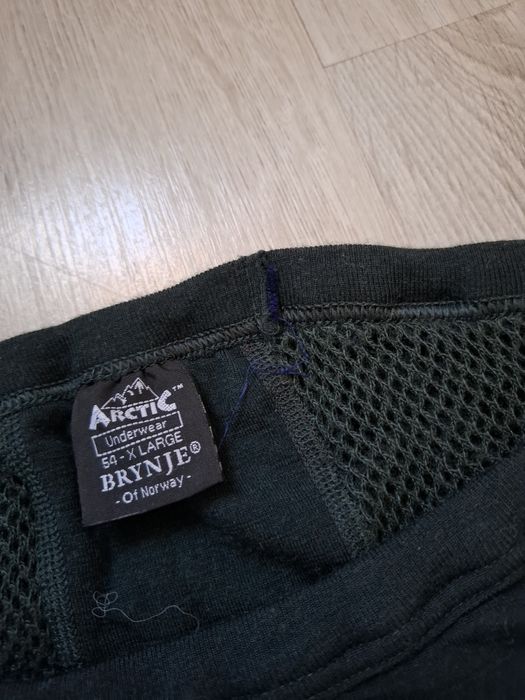 ARCTIC™
Underwear
54 - X LARGE
BRYNJE®
- Of Norway -